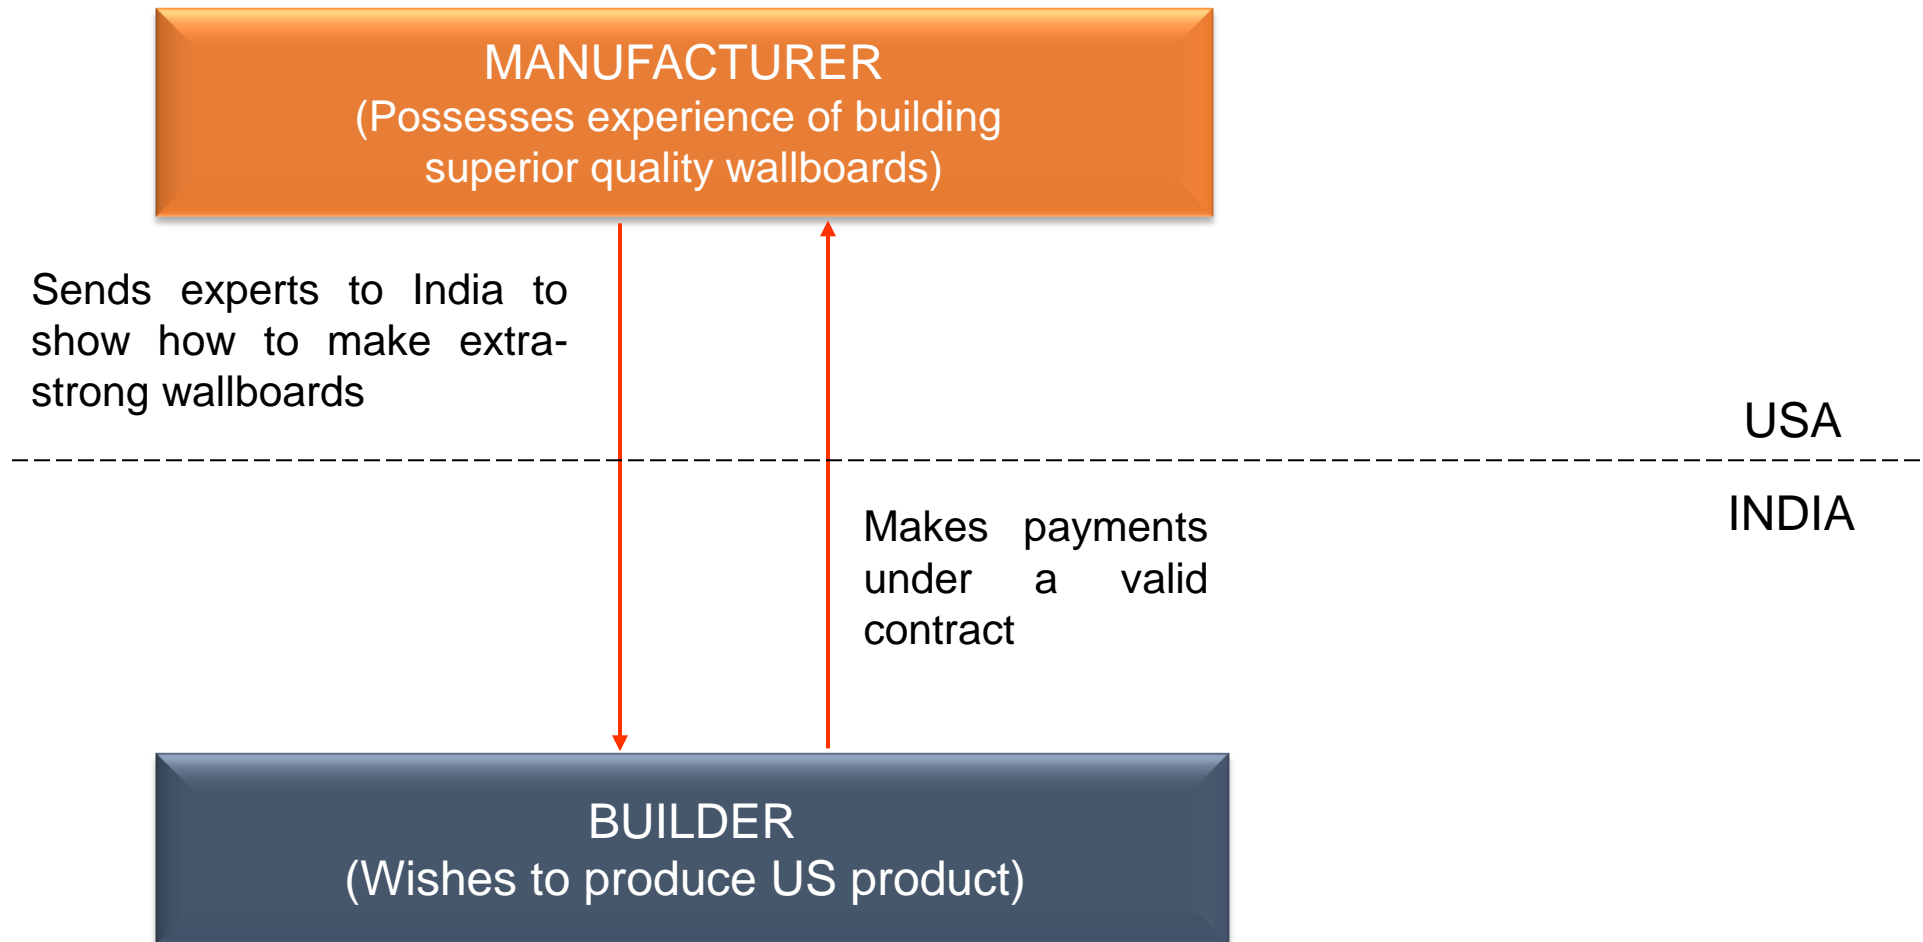 MANUFACTURER
(Possesses experience of building
superior quality wallboards)
Sends experts to India to
show how to make extra-
strong wallboards
USA
INDIA
Makes payments
under a valid
contract
BUILDER
(Wishes to produce US product)